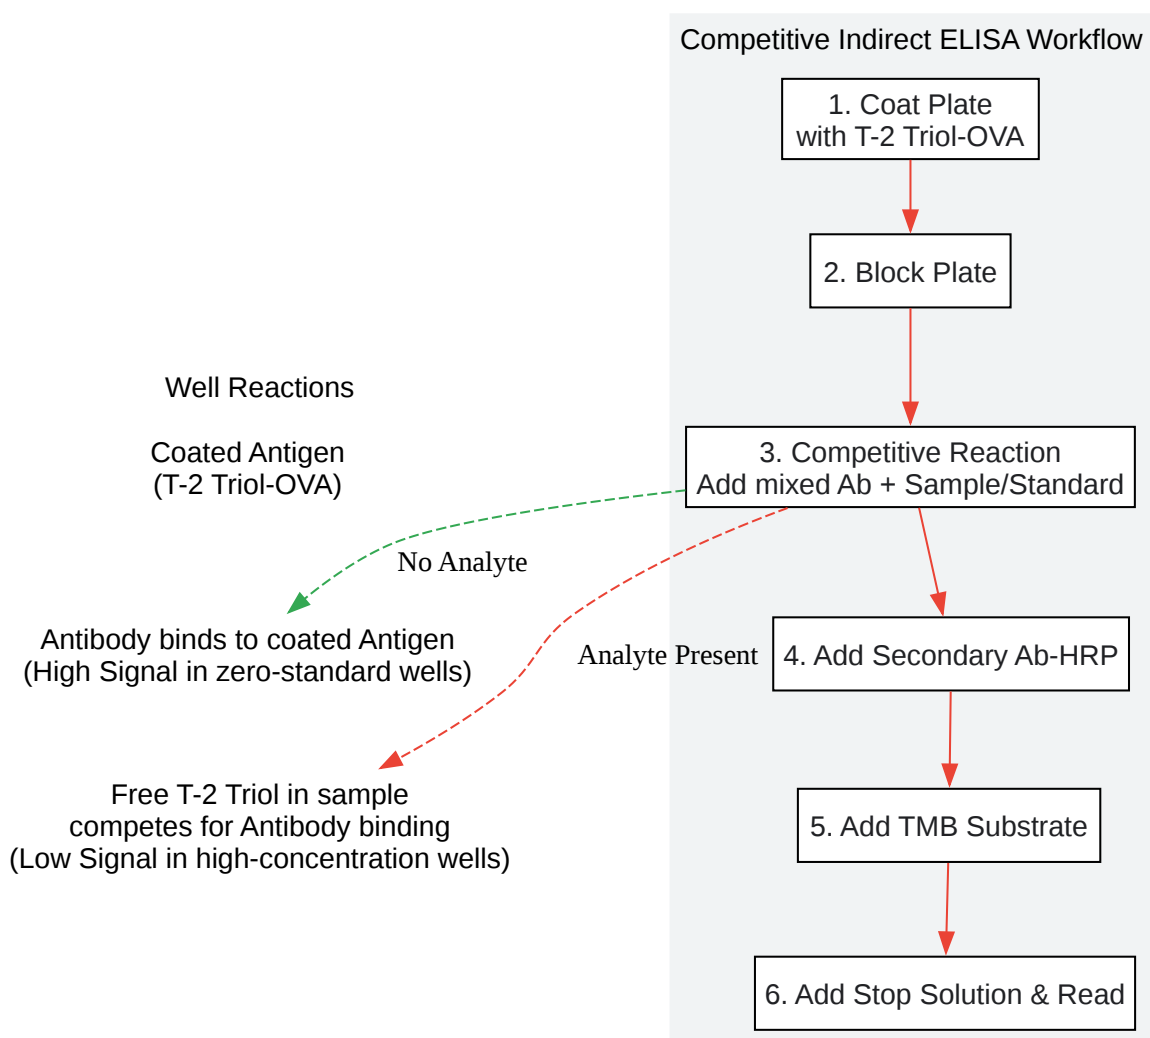 Competitive Indirect ELISA Workflow
1. Coat Plate
with T-2 Triol-OVA
2. Block Plate
Well Reactions
Coated Antigen
(T-2 Triol-OVA)
3. Competitive Reaction
Add mixed Ab + Sample/Standard
No Analyte
Antibody binds to coated Antigen
(High Signal in zero-standard wells)
Analyte Present
4. Add Secondary Ab-HRP
Free T-2 Triol in sample
competes for Antibody binding
(Low Signal in high-concentration wells)
5. Add TMB Substrate
6. Add Stop Solution & Read